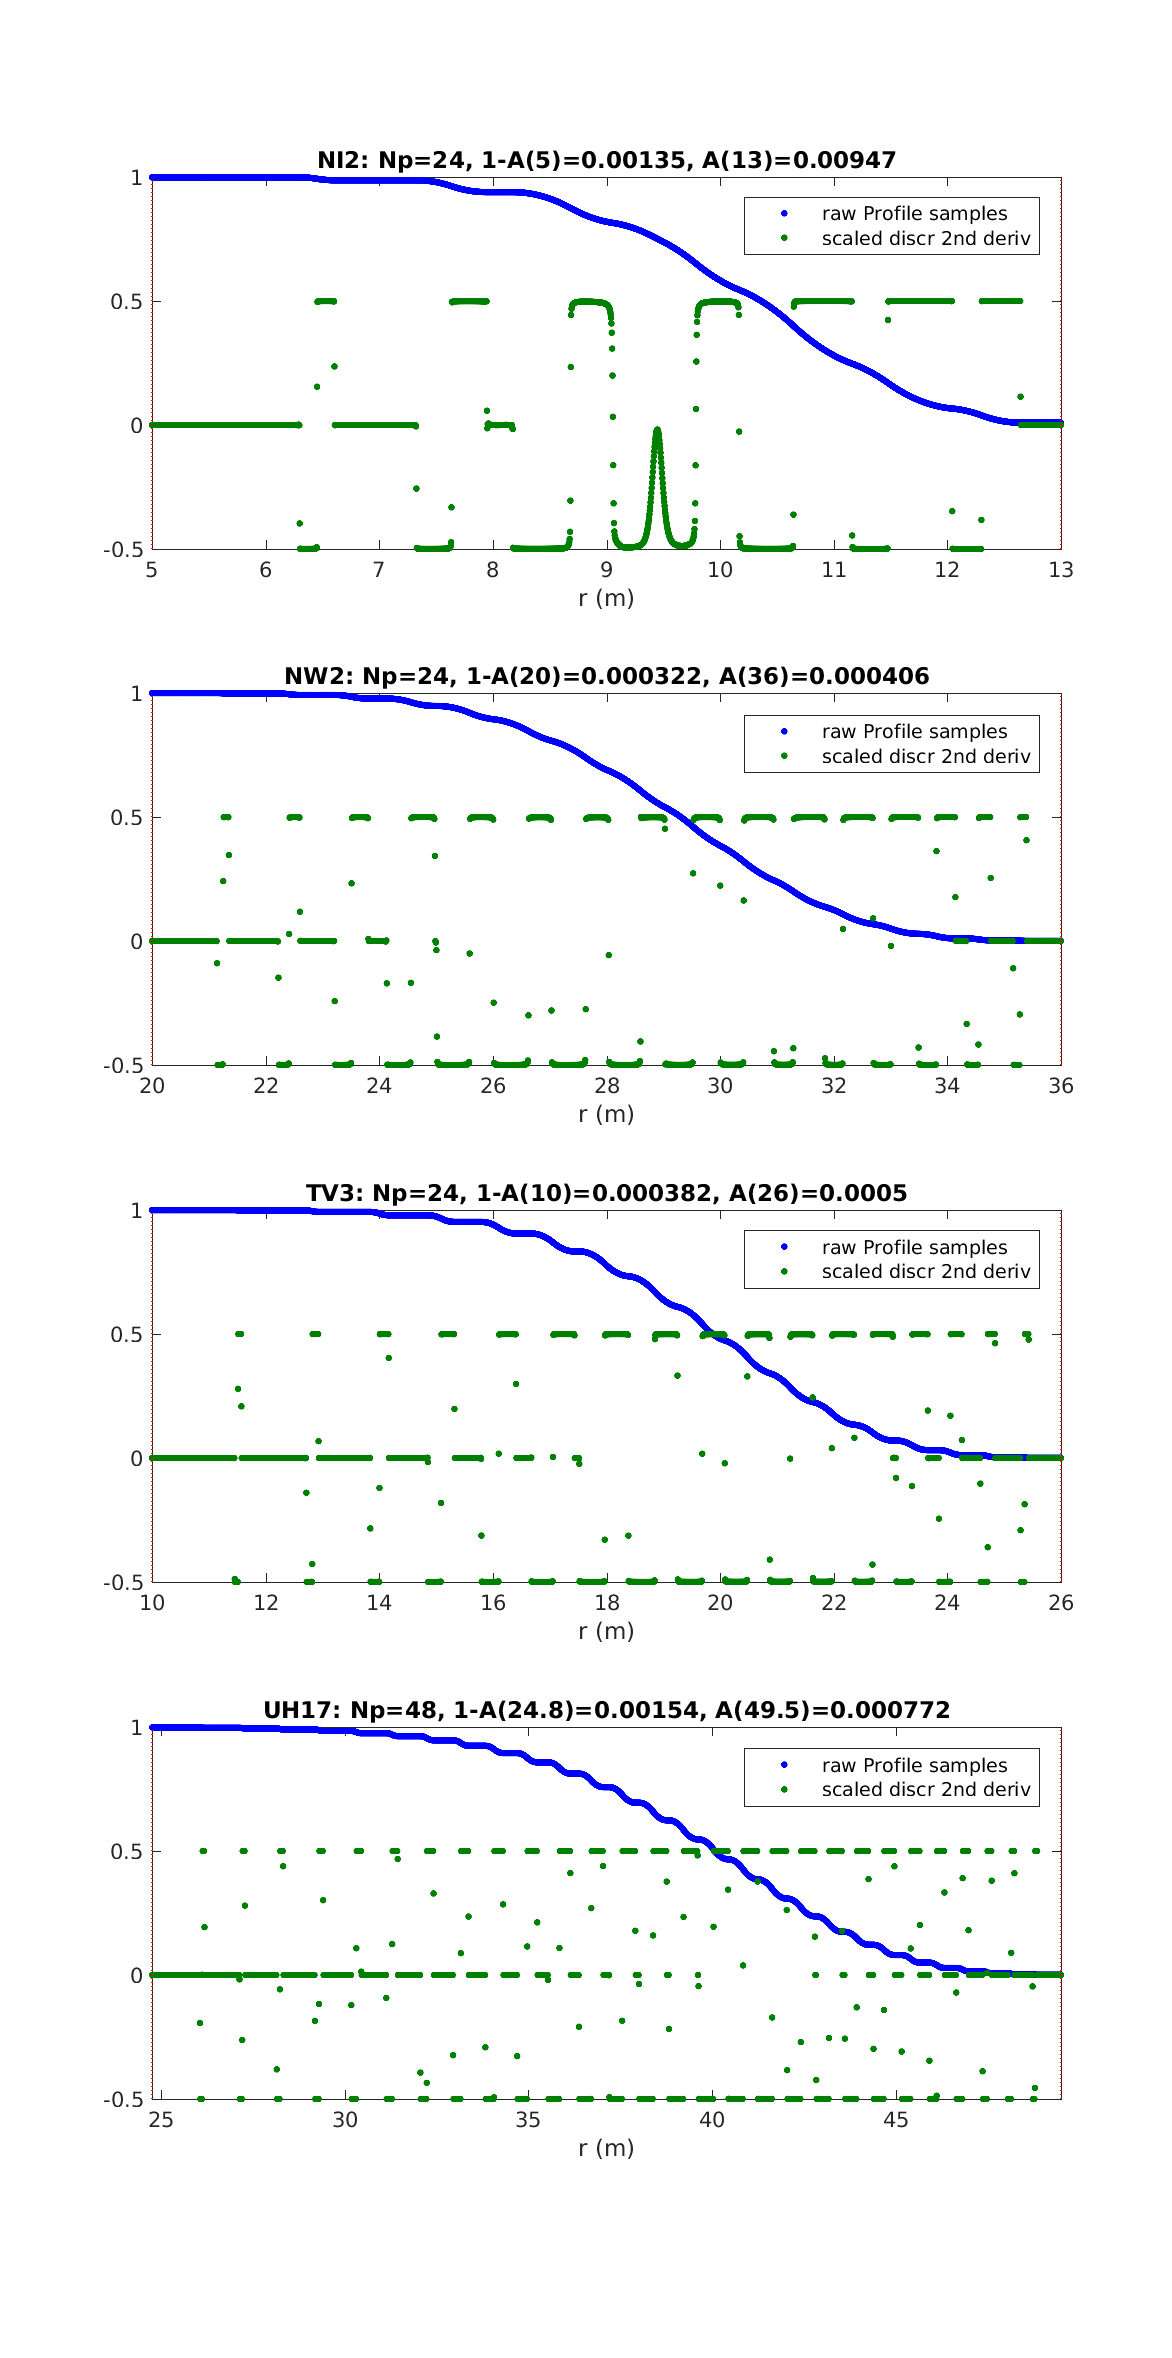 NI2: Np=24, 1-A(5)=0.00135, A(13)=0.00947
raw Profile samples
scaled discr 2nd deriv
1
0.5
0
-0.5
5 6 7 8 9 10 11 12 13
r (m)
NW2: Np=24, 1-A(20)=0.000322, A(36)=0.000406
raw Profile samples
scaled discr 2nd deriv
1
0.5
0
-0.5
20 22 24 26 28 30 32 34 36
r (m)
TV3: Np=24, 1-A(10)=0.000382, A(26)=0.0005
raw Profile samples
scaled discr 2nd deriv
1
0.5
0
-0.5
10 12 14 16 18 20 22 24 26
r (m)
UH17: Np=48, 1-A(24.8)=0.00154, A(49.5)=0.000772
raw Profile samples
scaled discr 2nd deriv
1
0.5
0
-0.5
25 30 35 40 45
r (m)